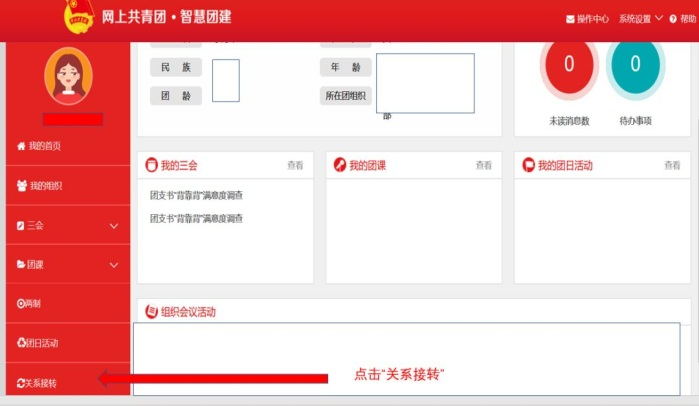 网上共青团·智慧团建
操作中心 系统设置 帮助
民 族
年 龄
团 龄
所在团组织
部
0
0
未读消息数
待办事项
我的首页
我的组织
三会
团课
两制
团日活动
关系接转
我的三会 查看
团支书“背靠背”满意度调查
团支书“背靠背”满意度调查
我的团课 查看
我的团日活动 查看
组织会议活动
点击“关系接转”